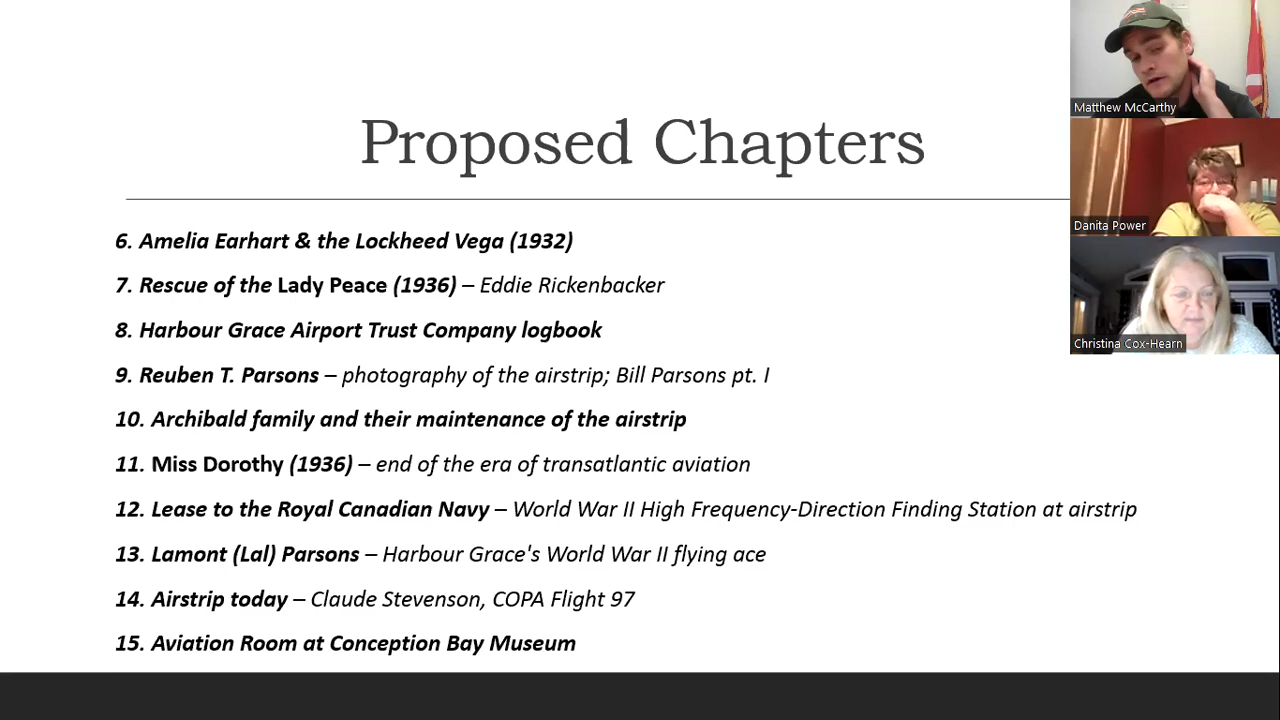 Proposed Chapters
6. Amelia Earhart & the Lockheed Vega (1932)
7. Rescue of the Lady Peace (1936) – Eddie Rickenbacker
8. Harbour Grace Airport Trust Company logbook
9. Reuben T. Parsons – photography of the airstrip; Bill Parsons pt. I
10. Archibald family and their maintenance of the airstrip
11. Miss Dorothy (1936) – end of the era of transatlantic aviation
12. Lease to the Royal Canadian Navy – World War II High Frequency-Direction Finding Station at airstrip
13. Lamont (Lal) Parsons – Harbour Grace's World War II flying ace
14. Airstrip today – Claude Stevenson, COPA Flight 97
15. Aviation Room at Conception Bay Museum
Matthew McCarthy
Danita Power
Christina Cox-Hearn